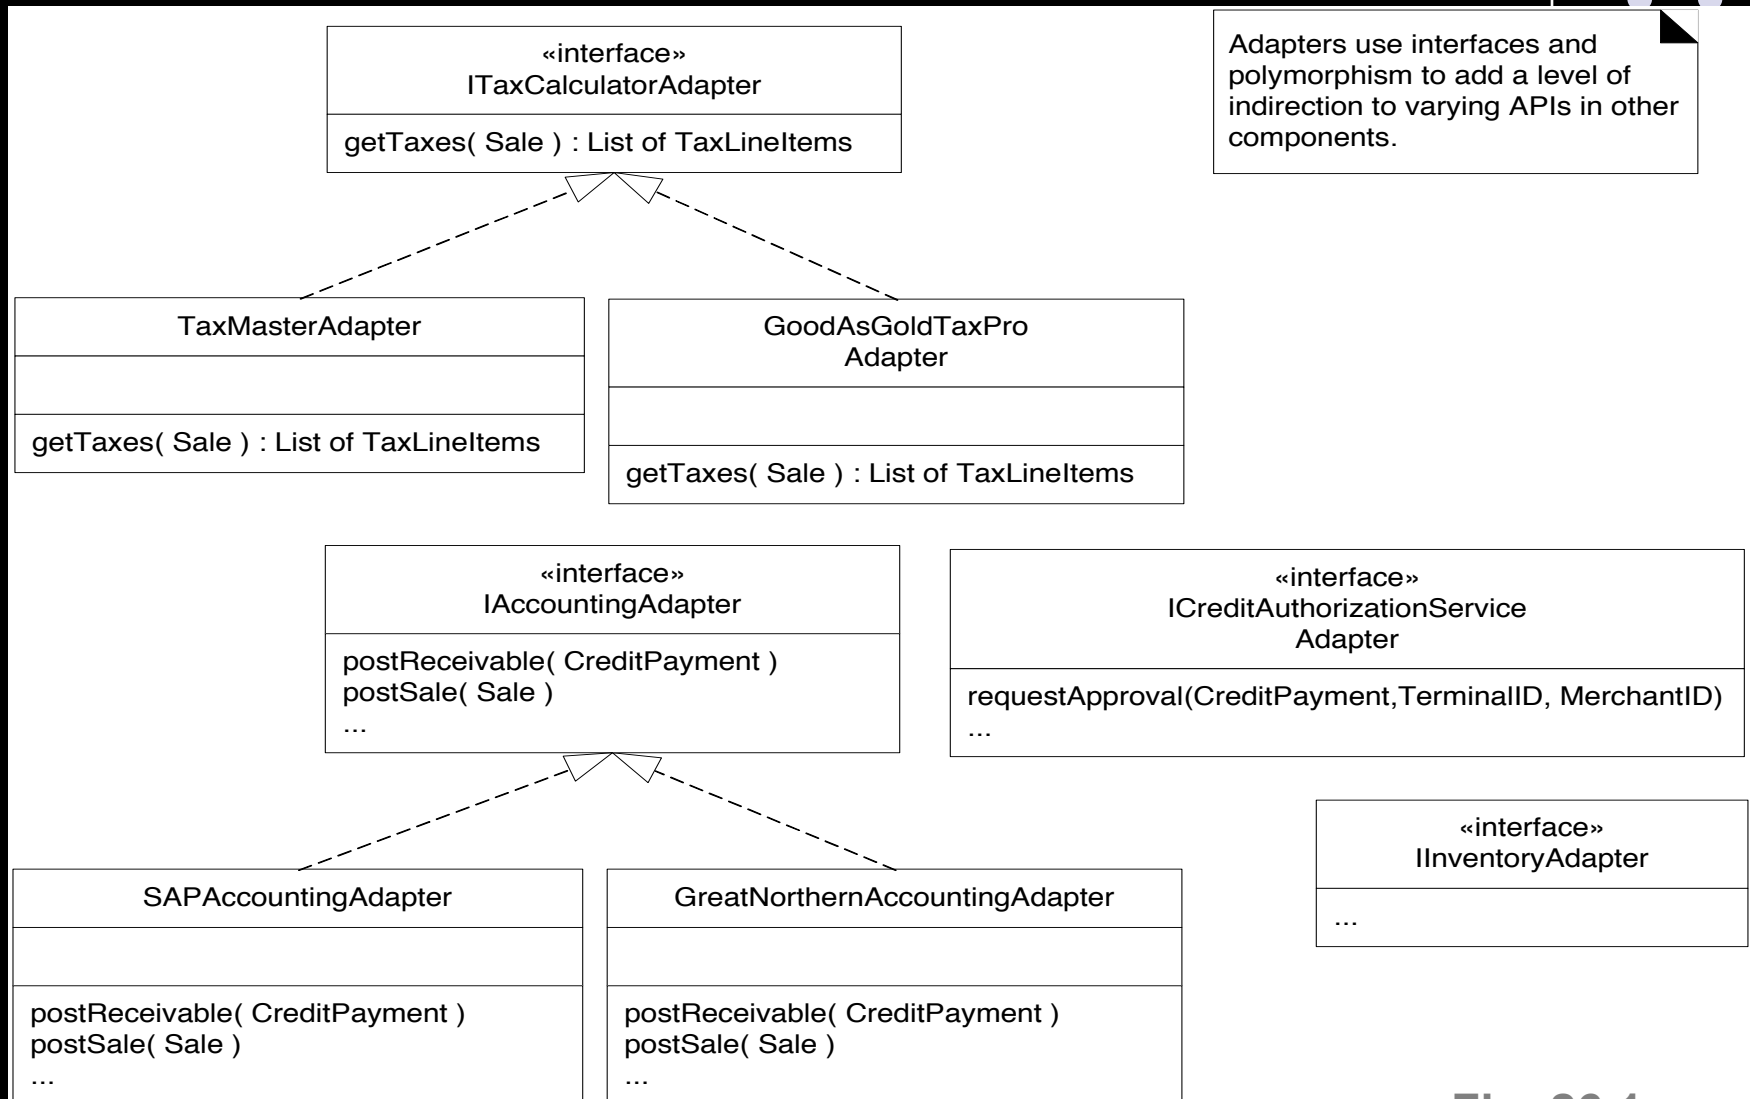 «interface»
ITaxCalculatorAdapter
getTaxes( Sale ) : List of TaxLineItems
Adapters use interfaces and
polymorphism to add a level of
indirection to varying APIs in other
components.
TaxMasterAdapter
getTaxes( Sale ) : List of TaxLineItems
GoodAsGoldTaxPro
Adapter
getTaxes( Sale ) : List of TaxLineItems
«interface»
IAccountingAdapter
postReceivable( CreditPayment )
postSale( Sale )
...
«interface»
ICreditAuthorizationService
Adapter
requestApproval(CreditPayment,TerminalID, MerchantID)
...
«interface»
IInventoryAdapter
...
SAPAccountingAdapter
postReceivable( CreditPayment )
postSale( Sale )
...
GreatNorthernAccountingAdapter
postReceivable( CreditPayment )
postSale( Sale )
...